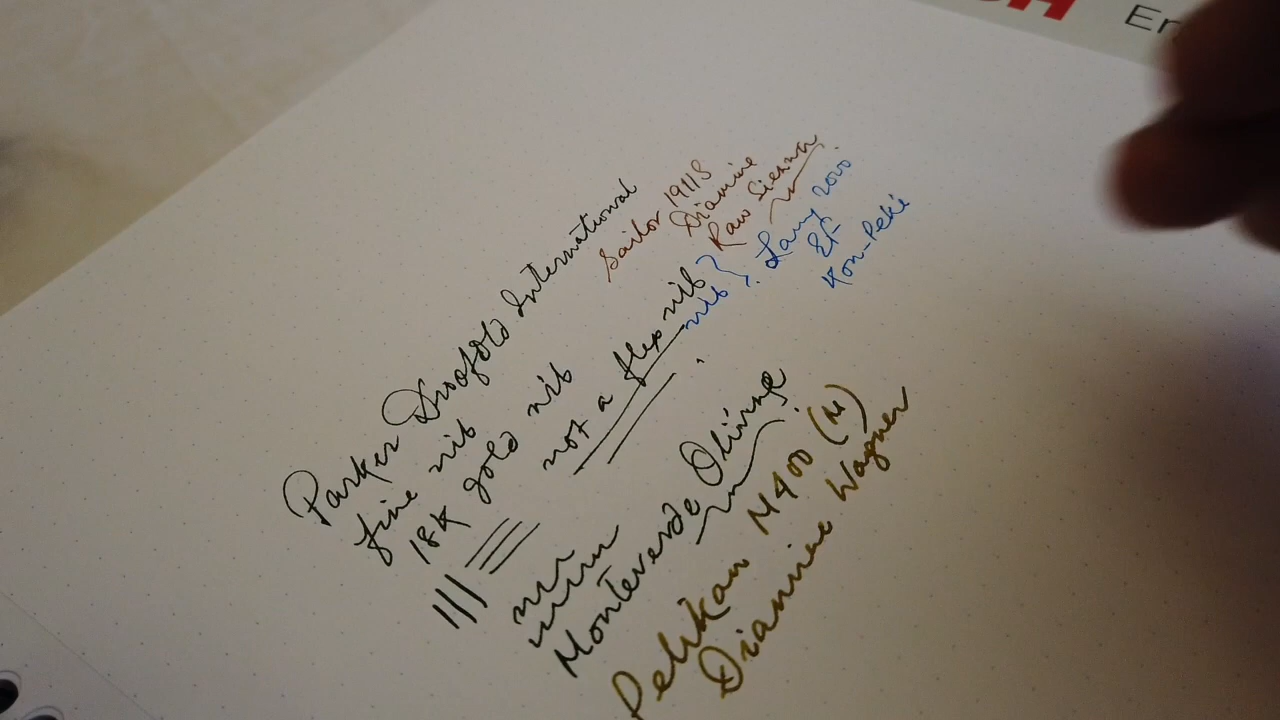 Parker Duofold International
fine nib
18K gold nib
not a flex nib
nib
Monteverde Olivine
Pelikan M400 (M)
Diamine Wagner
Sailor 1911S
Diamine
Raw Sienna
Lamy 2000
EF
Kon-Peki